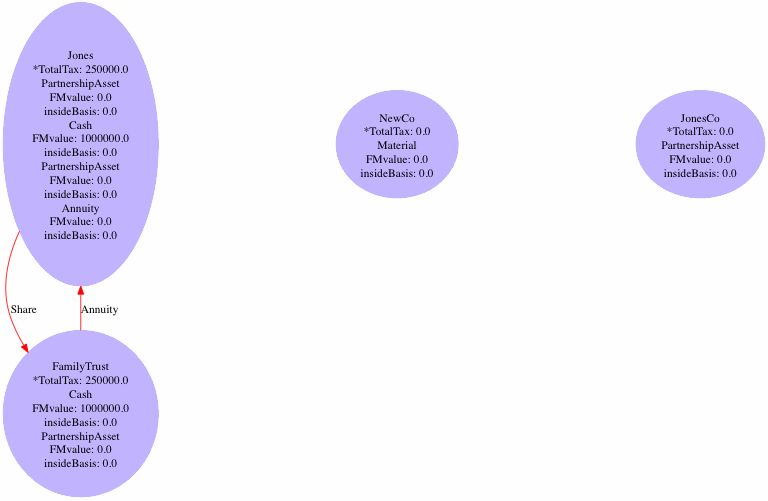 Jones
*TotalTax: 250000.0
PartnershipAsset
FMvalue: 0.0
insideBasis: 0.0
Cash
FMvalue: 1000000.0
insideBasis: 0.0
PartnershipAsset
FMvalue: 0.0
insideBasis: 0.0
Annuity
FMvalue: 0.0
insideBasis: 0.0
NewCo
*TotalTax: 0.0
Material
FMvalue: 0.0
insideBasis: 0.0
JonesCo
*TotalTax: 0.0
PartnershipAsset
FMvalue: 0.0
insideBasis: 0.0
Share
Annuity
FamilyTrust
*TotalTax: 250000.0
Cash
FMvalue: 1000000.0
insideBasis: 0.0
PartnershipAsset
FMvalue: 0.0
insideBasis: 0.0